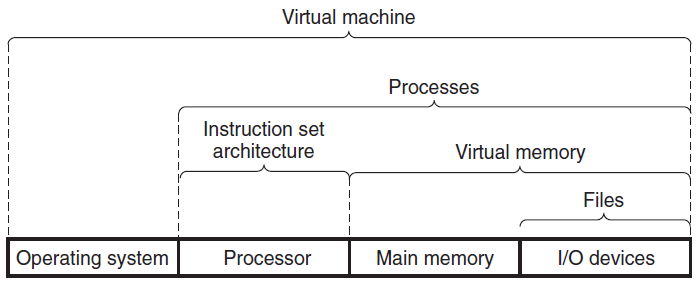 Virtual machine
Processes
Instruction set
architecture
Virtual memory
Files
Operating system
Processor
Main memory
I/O devices